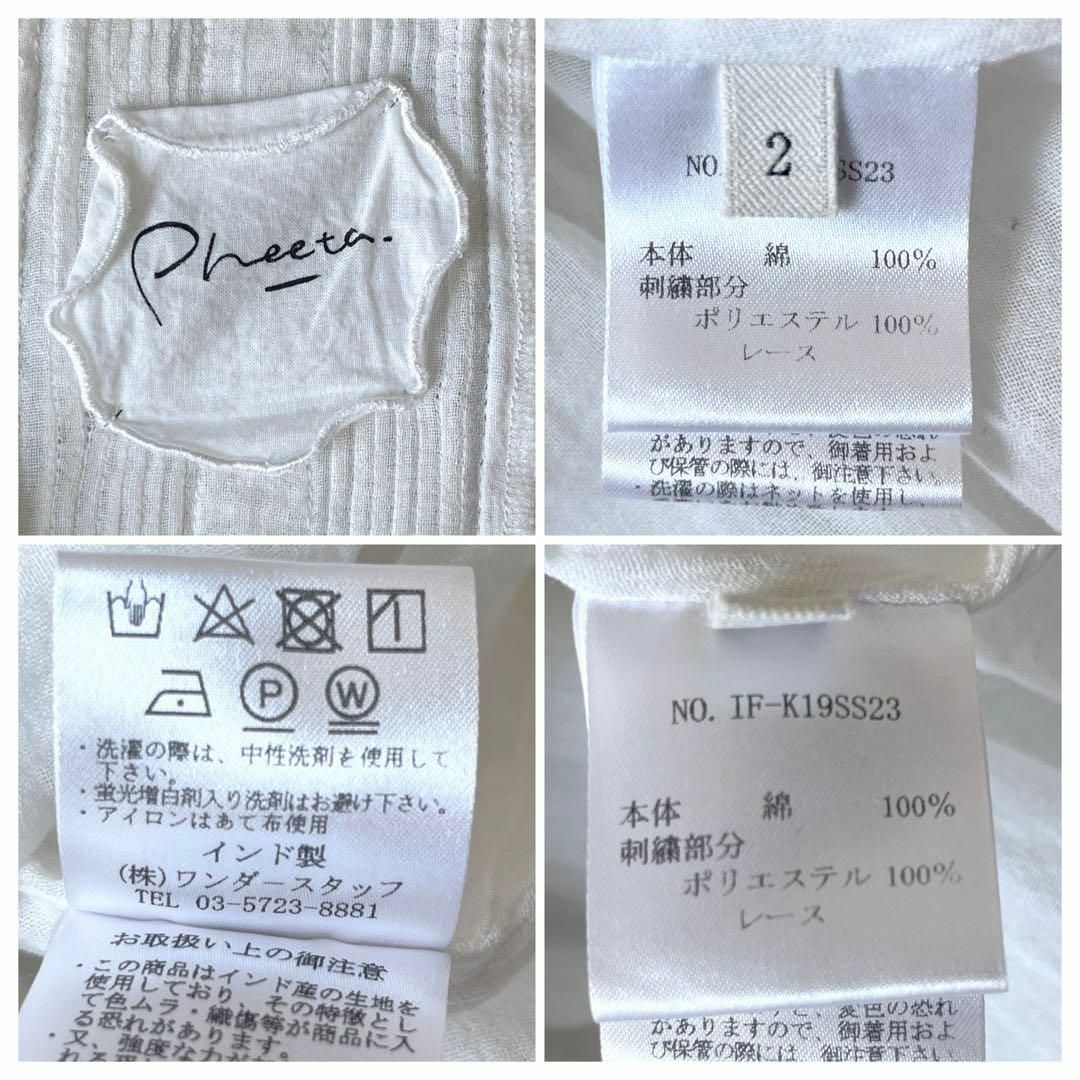 Pheeta.
2
NO. SS23
本体 綿 100%
刺繍部分
ポリエステル 100%
レース
がありますので、御着用およ
び保管の際には、御注意下さい。
・洗濯の際はネットを使用し、
P W
・洗濯の際は、中性洗剤を使用して
下さい。
・蛍光増白剤入り洗剤はお避け下さい。
・アイロンはあて布使用
インド製
(株)ワンダースタッフ
TEL 03-5723-8881
お取扱い上の御注意
・この商品はインド産の生地を
使用しており、その特徴とし
て色ムラ・織傷等が商品に入
る恐れがあります。
・又、強度な力が
NO. IF-K19SS23
本体 綿 100%
刺繍部分
ポリエステル 100%
レース
変色の恐れ
がありますので、御着用およ
び保管の際には、御注意下さい